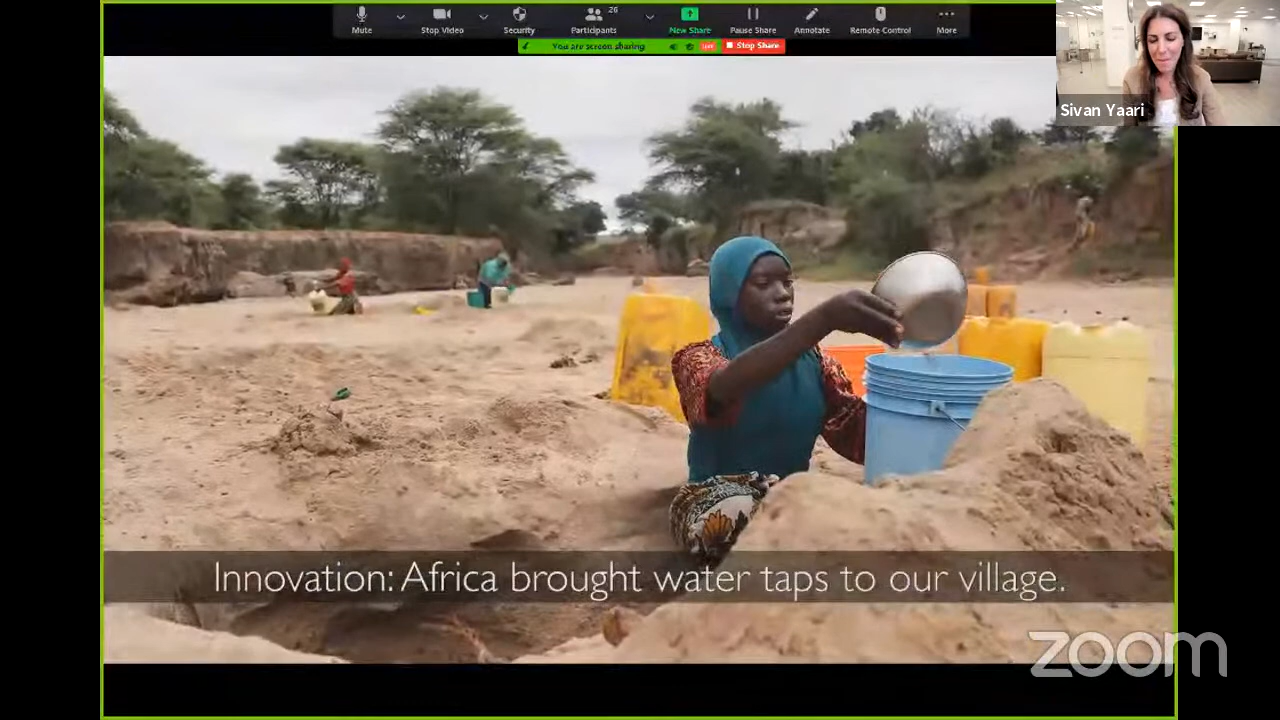 26
Mute
Stop Video
Security
Participants
New Share
Pause Share
Annotate
Remote Control
More
You are screen sharing
Stop Share
Sivan Yaari
Innovation: Africa brought water taps to our village.
zoom